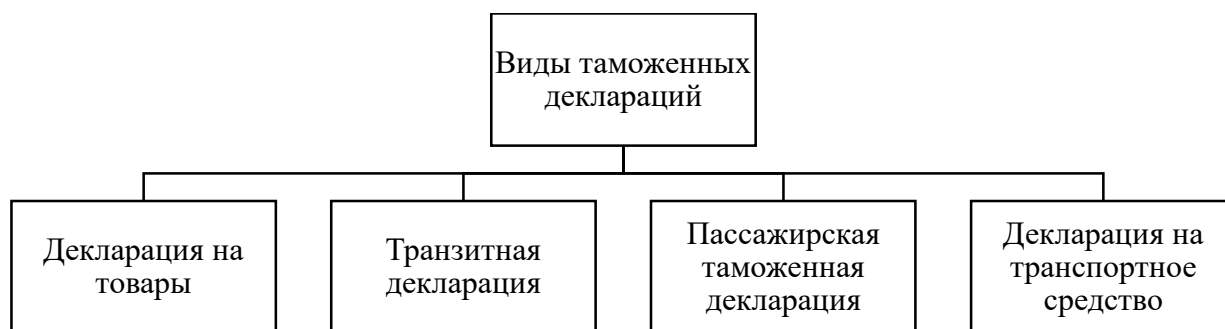 Виды таможенных
деклараций
Декларация на
товары
Транзитная
декларация
Пассажирская
таможенная
декларация
Декларация на
транспортное
средство